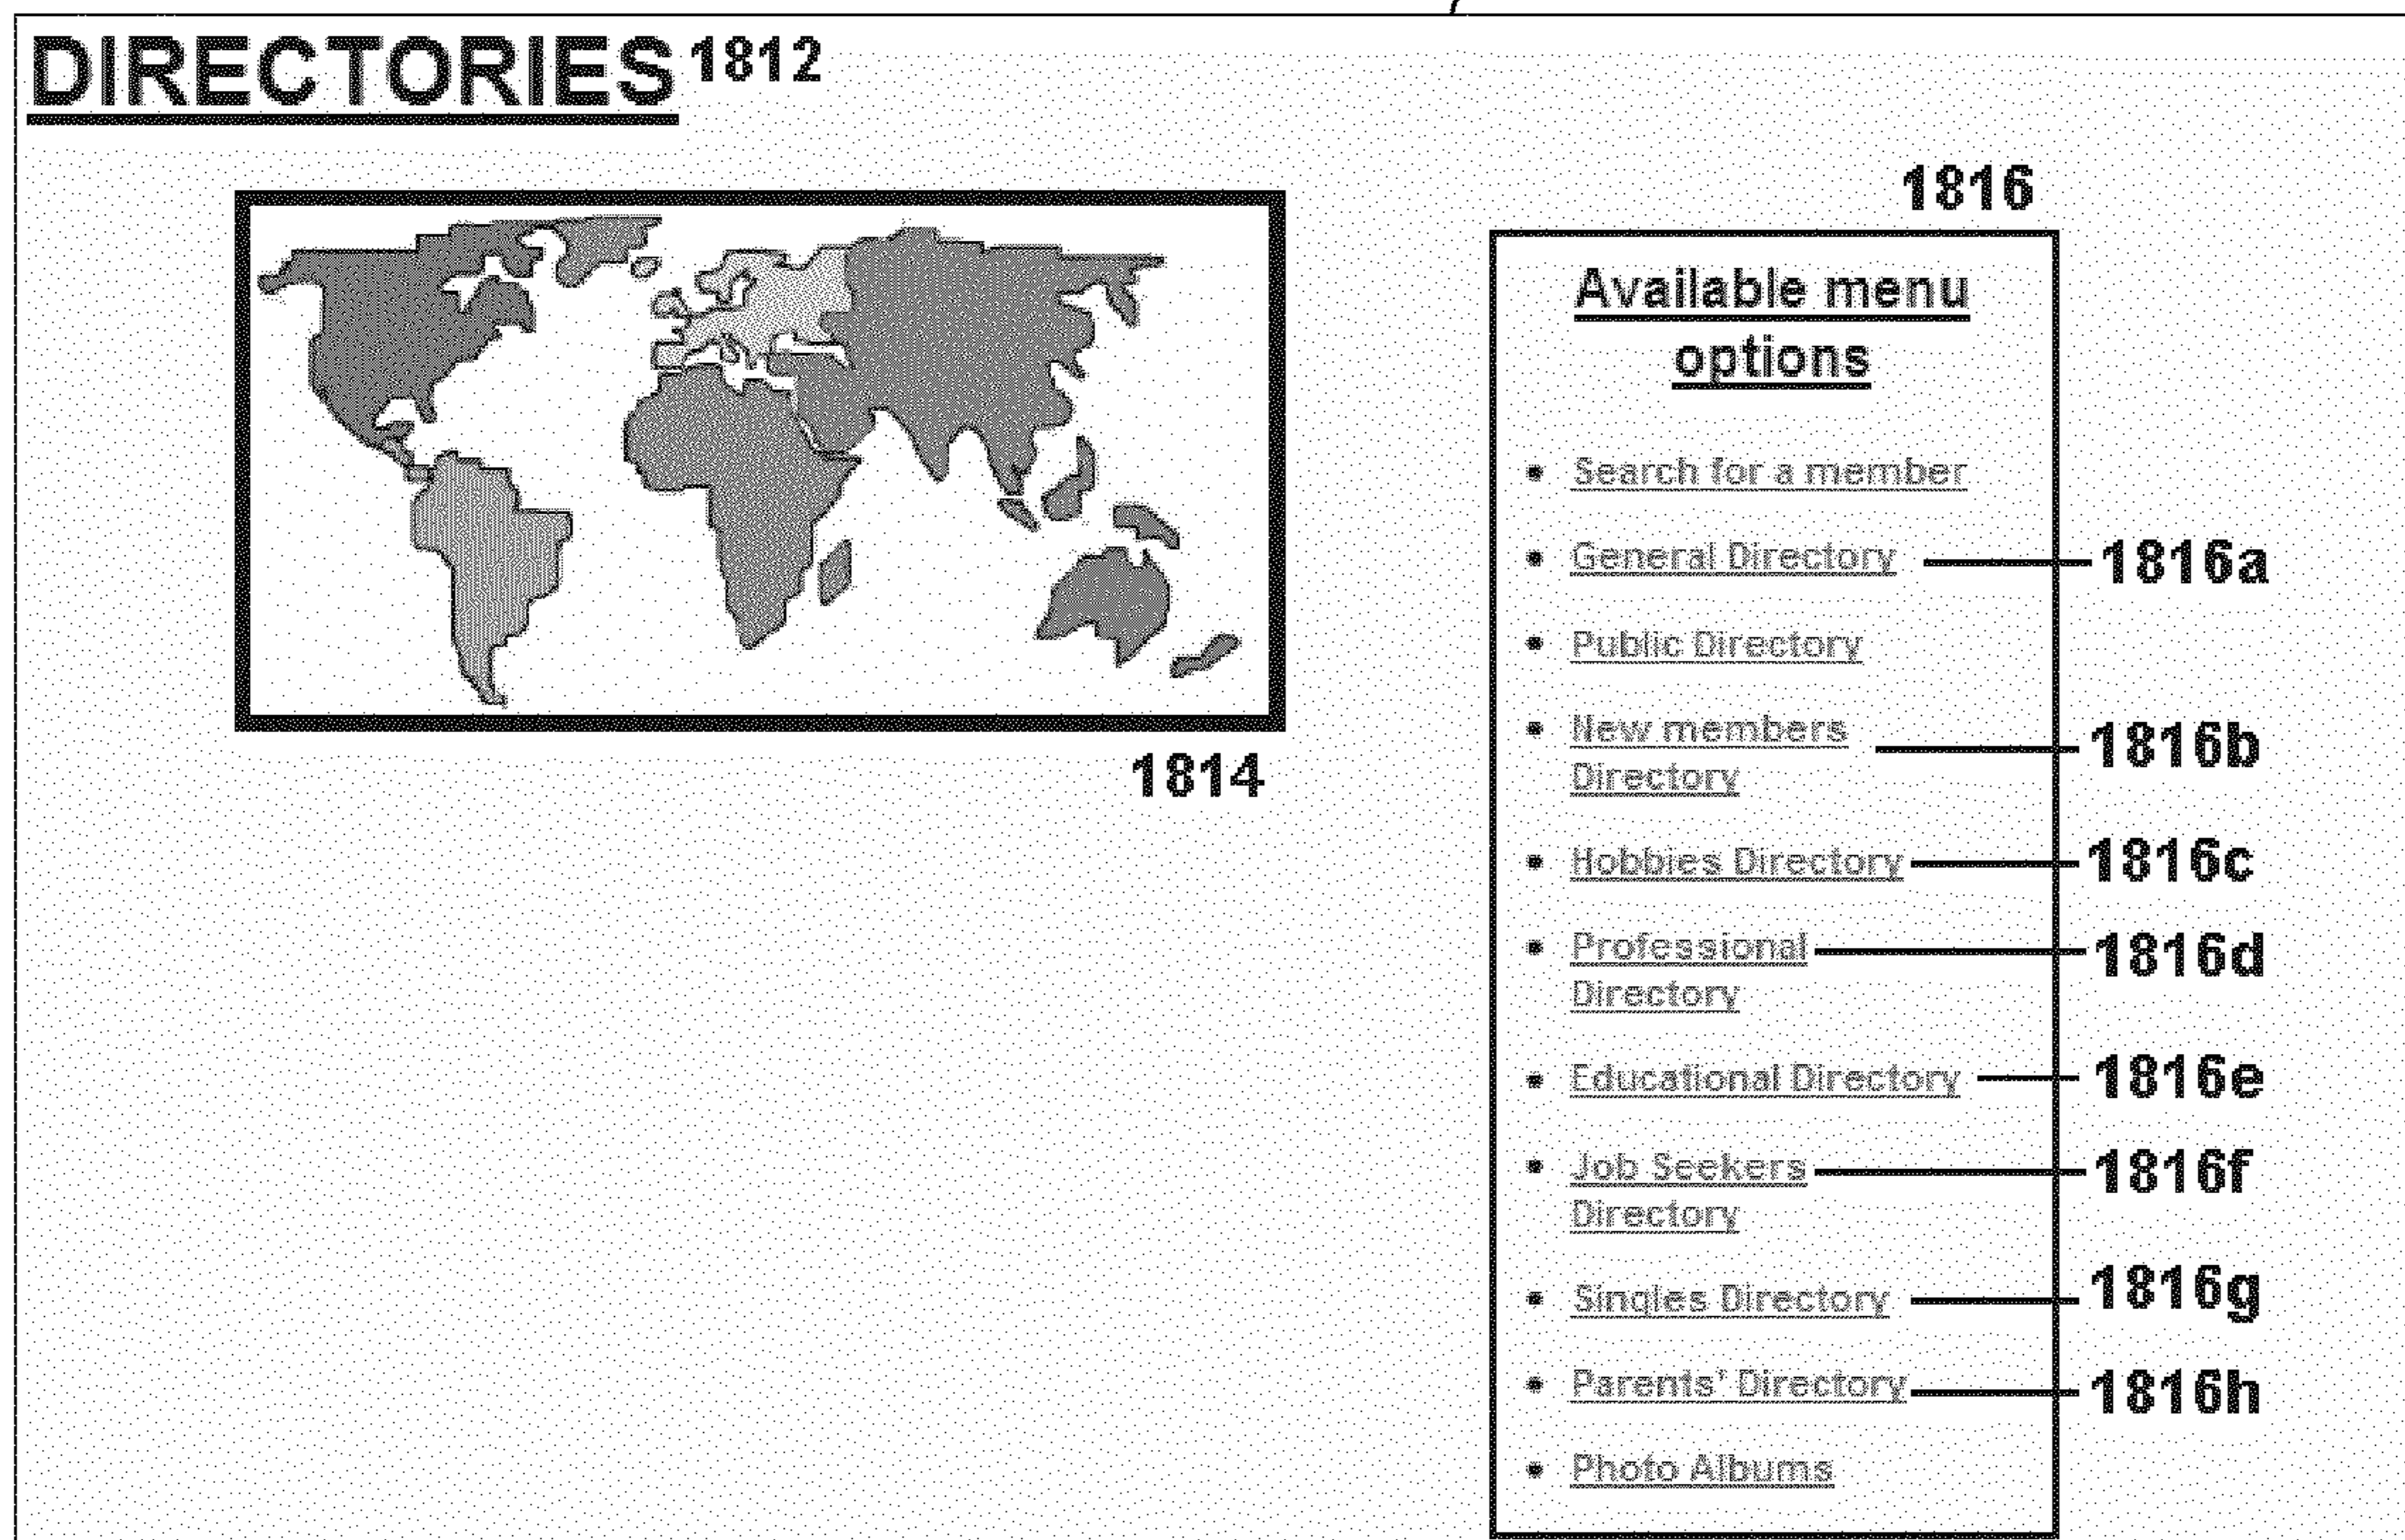 DIRECTORIES 1812
1816
Available menu
options
• Search for a member
• General Directory 1816a
• Public Directory
• New members 1816b
Directory
• Hobbies Directory 1816c
• Professional 1816d
Directory
• Educational Directory 1816e
• Job Seekers 1816f
Directory
• Singles Directory 1816g
• Parents' Directory 1816h
• Photo Albums
1814